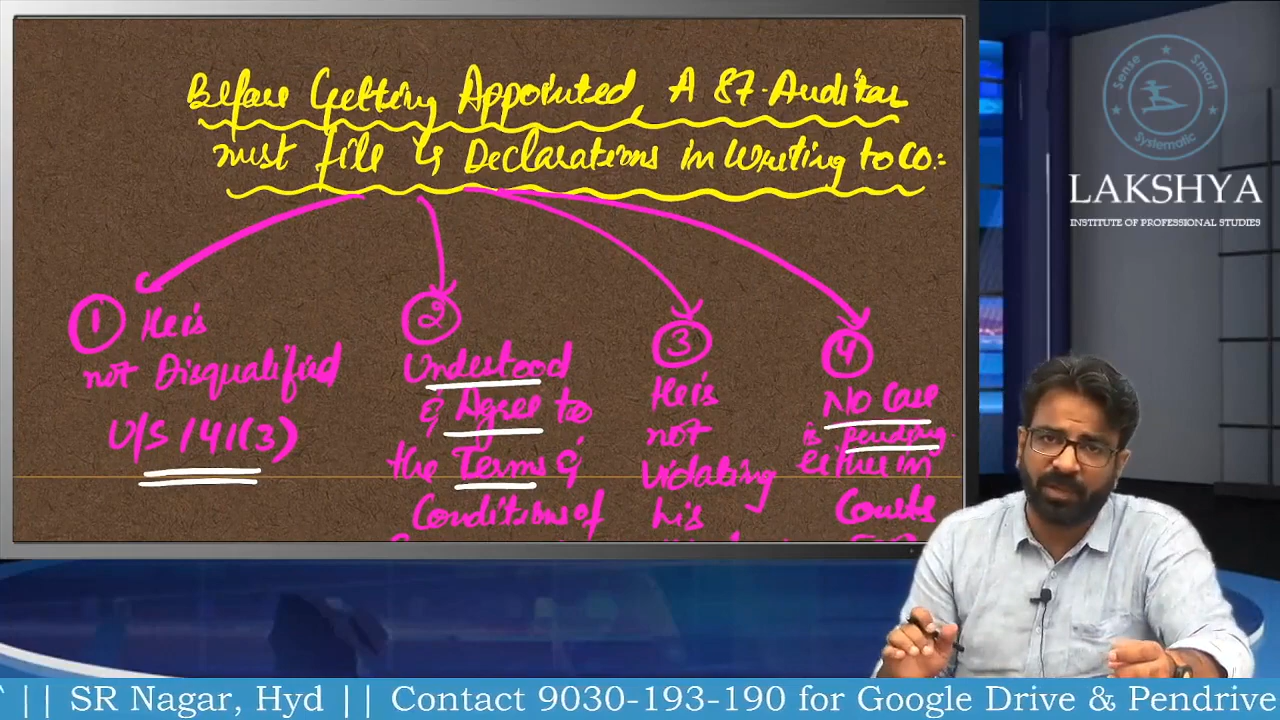 Before Getting Appointed, A 87-Auditor
must file 4 Declarations in Writing to Co:
① He is
not Disqualified
U/S 141(3)
②
Understood
& Agree to
the Terms &
Conditions of
③
He is
not
Violating
his
④
No Case
is pending
either in
Courts
Sense Smart
Systematic
LAKSHYA
INSTITUTE OF PROFESSIONAL STUDIES
|| SR Nagar, Hyd || Contact 9030-193-190 for Google Drive & Pendrive